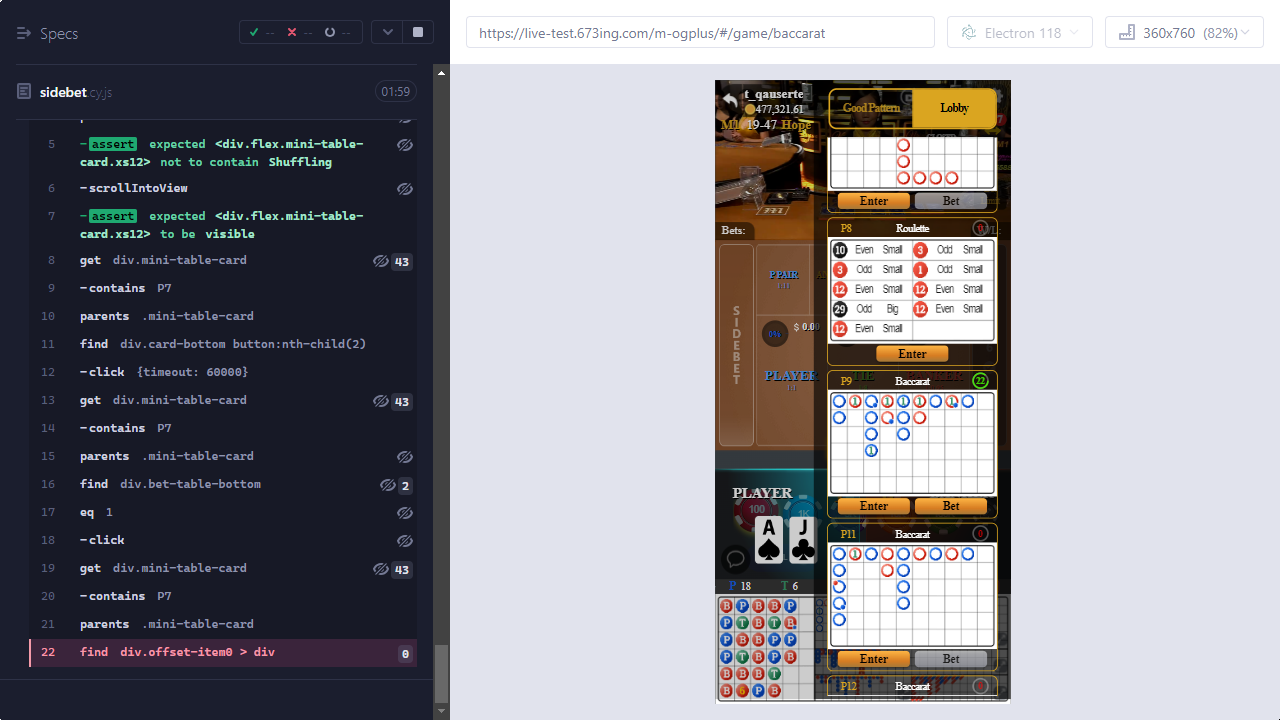 Specs
-- -- --
https://live-test.673ing.com/m-ogplus/#/game/baccarat
Electron 118
360x760 (82%)
sidebet.cy.js
01:59
5 -assert expected <div.flex.mini-table-
card.xs12> not to contain Shuffling
6 -scrollIntoView
7 -assert expected <div.flex.mini-table-
card.xs12> to be visible
8 get div.mini-table-card 43
9 -contains P7
10 parents .mini-table-card
11 find div.card-bottom button:nth-child(2)
12 -click {timeout: 60000}
13 get div.mini-table-card 43
14 -contains P7
15 parents .mini-table-card
16 find div.bet-table-bottom 2
17 eq 1
18 -click
19 get div.mini-table-card 43
20 -contains P7
21 parents .mini-table-card
22 find div.offset-item0 > div 0
t_qauserte
477,321.61
M1 19-47 Hope
Good Pattern Lobby
Enter Bet
Bets:
P8 Roulette
10 Even Small 3 Odd Small
3 Odd Small 1 Odd Small
12 Even Small 12 Even Small
29 Odd Big 12 Even Small
12 Even Small
Enter
SIDEBET
P PAIR
1:11
0% $ 0.00
PLAYER
1:1
P9 Baccarat 22
1 1 1 1 1
1
Enter Bet
PLAYER
100 1K
A J
P11 Baccarat 0
1
Enter Bet
P 18 T 6
B P B B P
P T B T B
P B B P P
P T B P B
B B B T
B 6 P B
P12 Baccarat